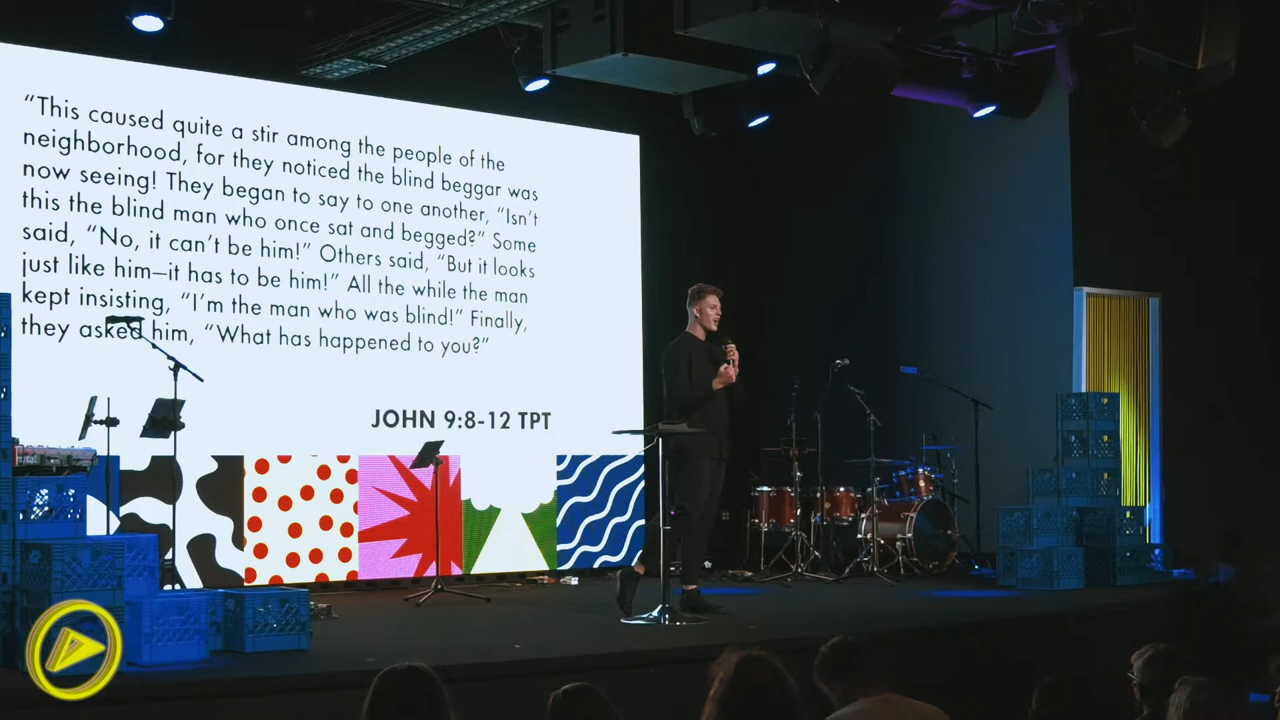 “This caused quite a stir among the people of the
neighborhood, for they noticed the blind beggar was
now seeing! They began to say to one another, “Isn’t
this the blind man who once sat and begged?” Some
said, “No, it can’t be him!” Others said, “But it looks
just like him—it has to be him!” All the while the man
kept insisting, “I’m the man who was blind!” Finally,
they asked him, “What has happened to you?”
JOHN 9:8-12 TPT